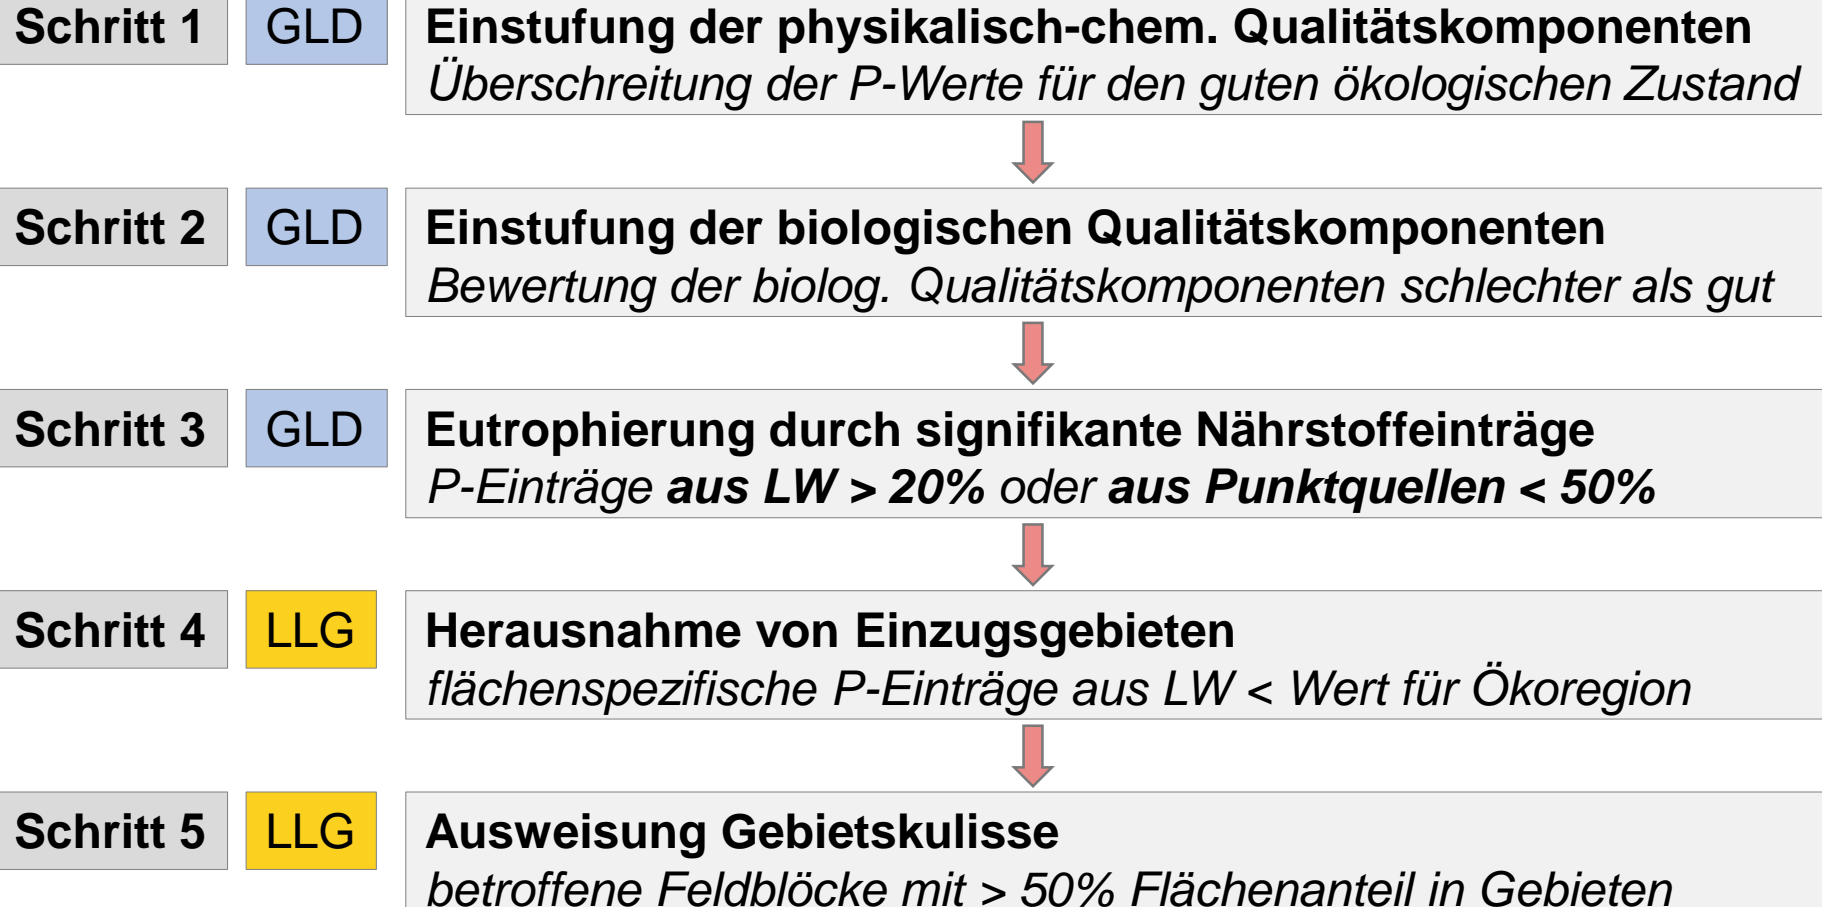 Schritt 1 GLD Einstufung der physikalisch-chem. Qualitätskomponenten
Überschreitung der P-Werte für den guten ökologischen Zustand
Schritt 2 GLD Einstufung der biologischen Qualitätskomponenten
Bewertung der biolog. Qualitätskomponenten schlechter als gut
Schritt 3 GLD Eutrophierung durch signifikante Nährstoffeinträge
P-Einträge aus LW > 20% oder aus Punktquellen < 50%
Schritt 4 LLG Herausnahme von Einzugsgebieten
flächenspezifische P-Einträge aus LW < Wert für Ökoregion
Schritt 5 LLG Ausweisung Gebietskulisse
betroffene Feldblöcke mit > 50% Flächenanteil in Gebieten